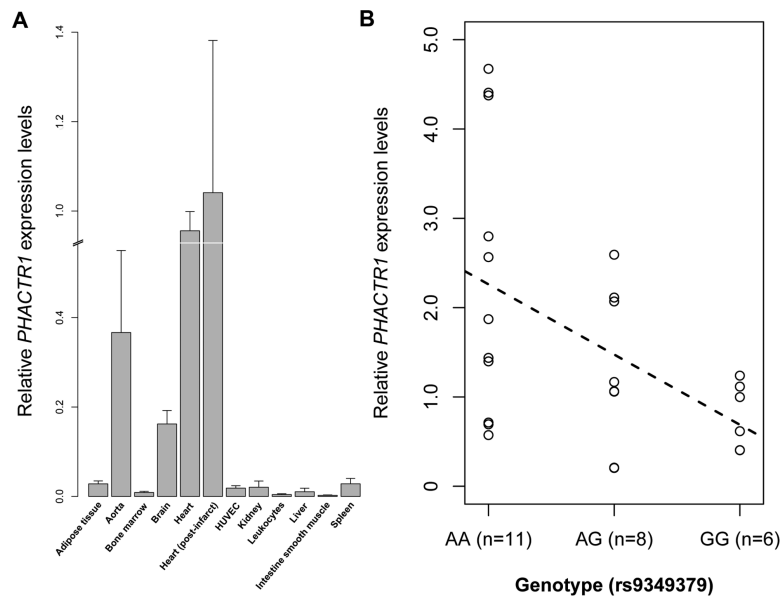 A
Relative PHACTR1 expression levels
1.4
1.2
1.0
0.4
0.2
0.0
Adipose tissue
Aorta
Bone marrow
Brain
Heart
Heart (post-infarct)
HUVEC
Kidney
Leukocytes
Liver
Intestine smooth muscle
Spleen
B
Relative PHACTR1 expression levels
5.0
4.0
3.0
2.0
1.0
0
AA (n=11)
AG (n=8)
GG (n=6)
Genotype (rs9349379)